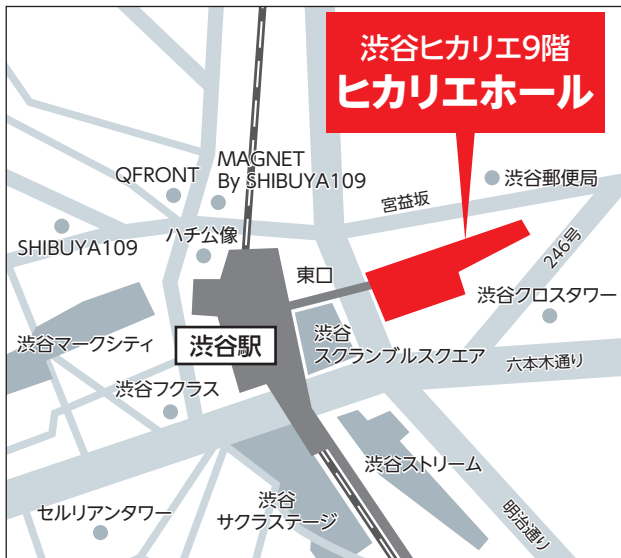 渋谷ヒカリエ9階
ヒカリエホール
MAGNET
By SHIBUYA109
QFRONT
渋谷郵便局
宮益坂
SHIBUYA109
ハチ公像
東口
246号
渋谷クロスタワー
渋谷マークシティ
渋谷駅
渋谷
スクランブルスクエア
六本木通り
渋谷フクラス
渋谷ストリーム
セルリアンタワー
渋谷
サクラステージ
明治通り